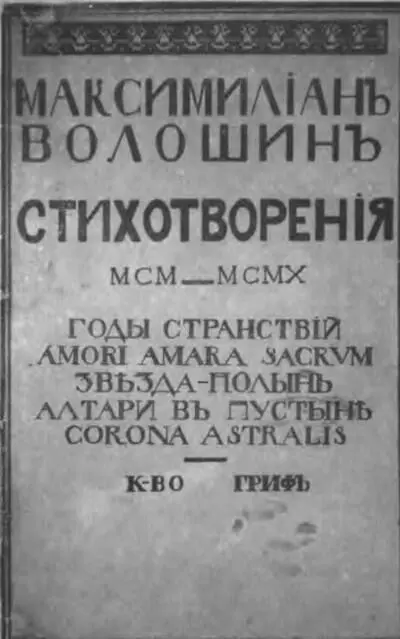 МАКСИМИЛІАНЪ
ВОЛОШИНЪ
СТИХОТВОРЕНІЯ
MCM—MCMX
ГОДЫ СТРАНСТВІЙ
AMORI AMARA SACRVM
ЗВѢЗДА-ПОЛЫНЬ
АЛТАРИ ВЪ ПУСТЫНѢ
CORONA ASTRALIS
К-ВО ГРИФЪ